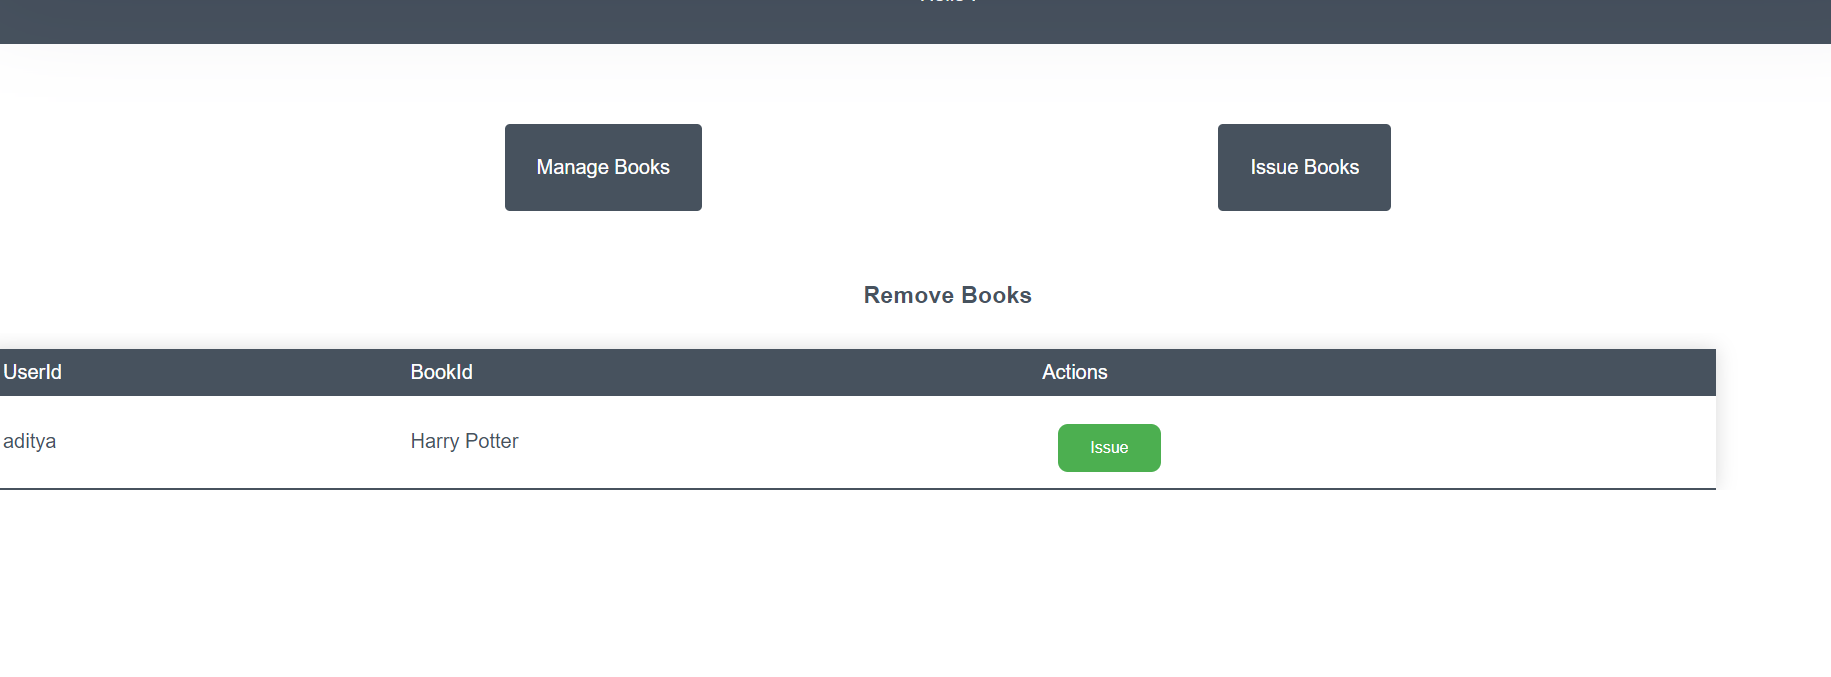 Manage Books
Issue Books
Remove Books
UserId BookId Actions
aditya Harry Potter Issue